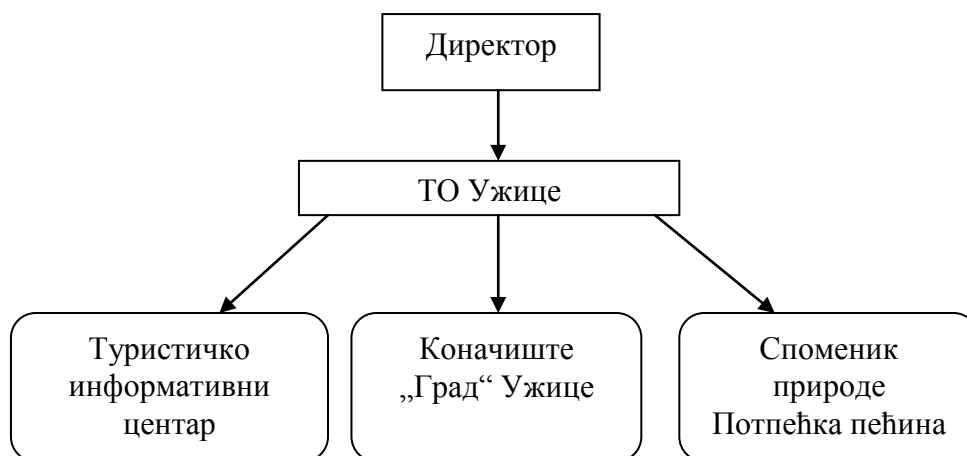 Директор
ТО Ужице
Туристичко
информативни
центар
Коначиште
„Град“ Ужице
Споменик
природе
Потпећка пећина